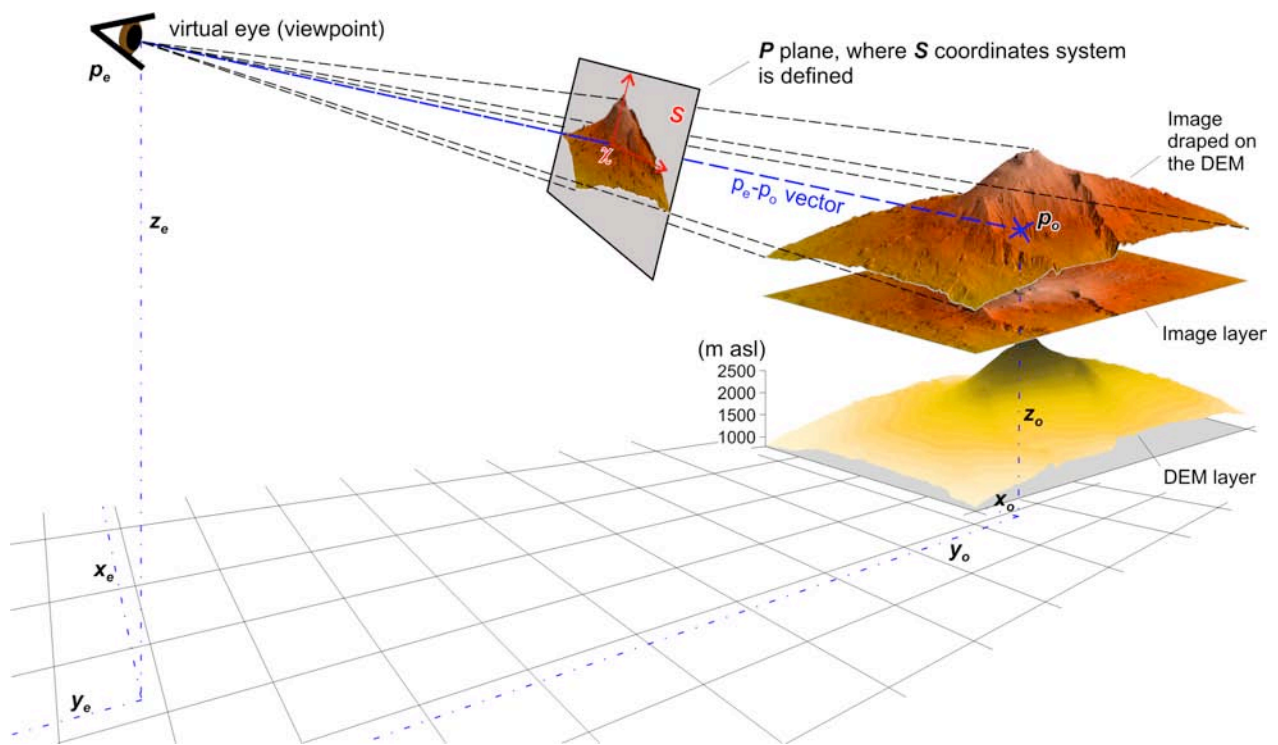 virtual eye (viewpoint)
pe
P plane, where S coordinates system
is defined
S
χ
Image
draped on
the DEM
pe-po vector
po
ze
Image layer
(m asl)
2500
2000
1500
1000
zo
DEM layer
xo
yo
xe
ye